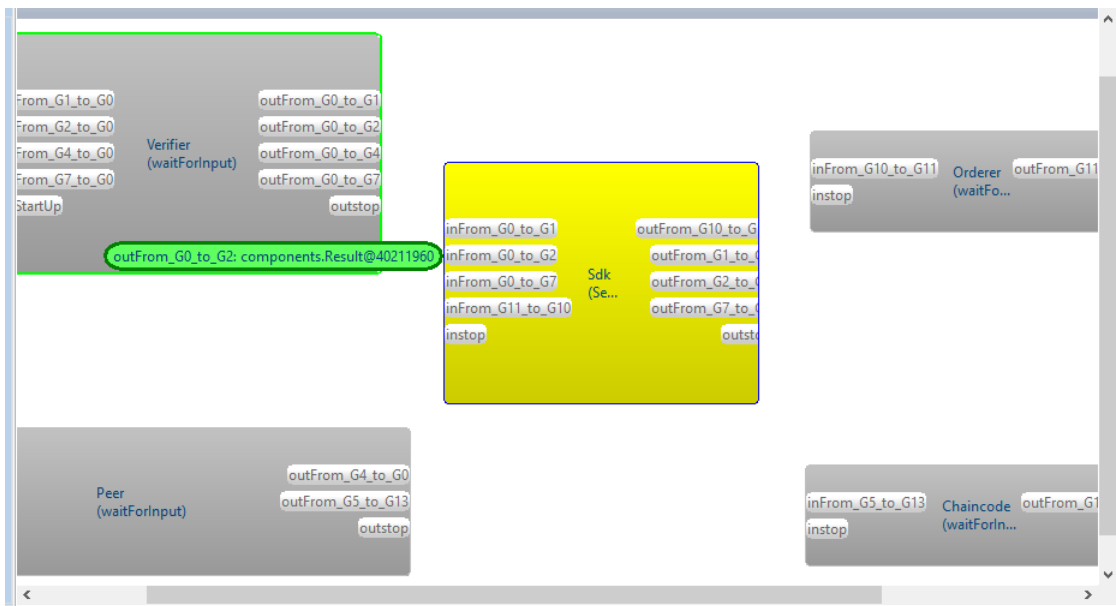 From_G1_to_G0
From_G2_to_G0
From_G4_to_G0
From_G7_to_G0
StartUp
Verifier
(waitForInput)
outFrom_G0_to_G1
outFrom_G0_to_G2
outFrom_G0_to_G4
outFrom_G0_to_G7
outstop
outFrom_G0_to_G2: components.Result@40211960
inFrom_G0_to_G1
inFrom_G0_to_G2
inFrom_G0_to_G7
inFrom_G11_to_G10
instop
Sdk
(Se...
outFrom_G10_to_G
outFrom_G1_to_
outFrom_G2_to_
outFrom_G7_to_
outsto
inFrom_G10_to_G11
instop
Orderer
(waitFo...
outFrom_G11
Peer
(waitForInput)
outFrom_G4_to_G0
outFrom_G5_to_G13
outstop
inFrom_G5_to_G13
instop
Chaincode
(waitForIn...
outFrom_G1